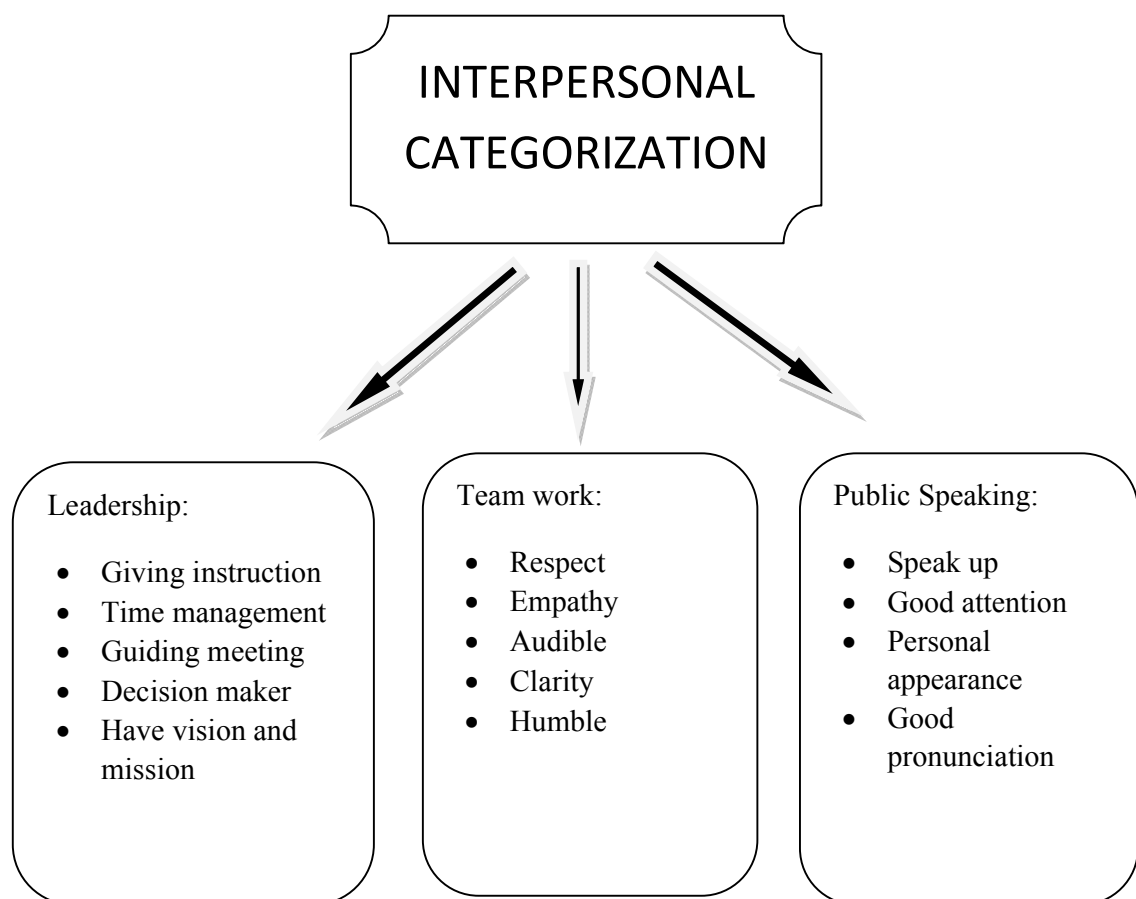 INTERPERSONAL
CATEGORIZATION
Leadership:
• Giving instruction
• Time management
• Guiding meeting
• Decision maker
• Have vision and
mission
Team work:
• Respect
• Empathy
• Audible
• Clarity
• Humble
Public Speaking:
• Speak up
• Good attention
• Personal
appearance
• Good
pronunciation